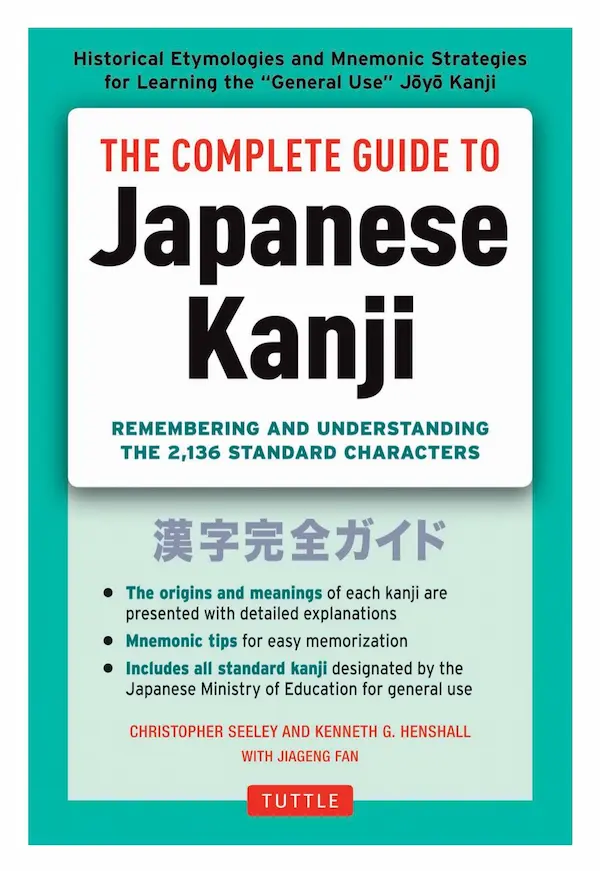 Historical Etymologies and Mnemonic Strategies
for Learning the “General Use” Jōyō Kanji
THE COMPLETE GUIDE TO
Japanese
Kanji
REMEMBERING AND UNDERSTANDING
THE 2,136 STANDARD CHARACTERS
漢字完全ガイド
● The origins and meanings of each kanji are
presented with detailed explanations
● Mnemonic tips for easy memorization
● Includes all standard kanji designated by the
Japanese Ministry of Education for general use
CHRISTOPHER SEELEY AND KENNETH G. HENSHALL
WITH JIAGENG FAN
TUTTLE